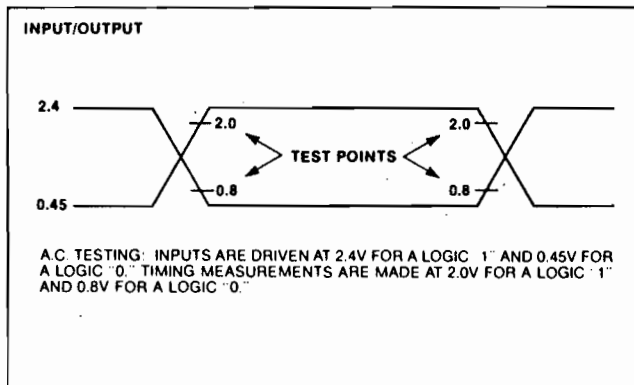 INPUT/OUTPUT
2.4
2.0
2.0
TEST POINTS
0.8
0.8
0.45
A.C. TESTING: INPUTS ARE DRIVEN AT 2.4V FOR A LOGIC 1" AND 0.45V FOR
A LOGIC "0." TIMING MEASUREMENTS ARE MADE AT 2.0V FOR A LOGIC "1"
AND 0.8V FOR A LOGIC "0."